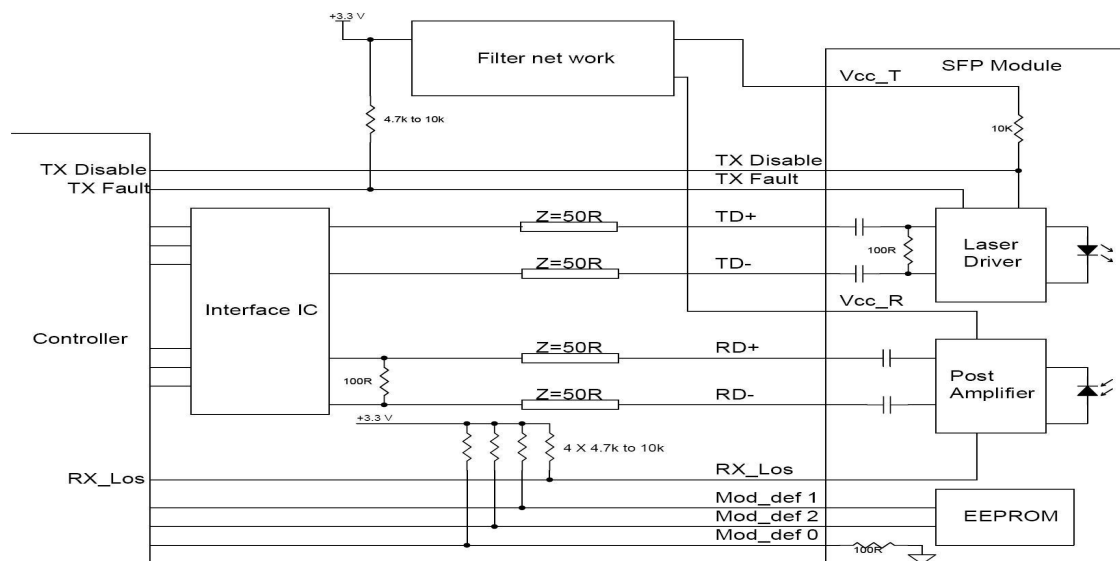 +3.3 V
Filter net work
SFP Module
Vcc_T
4.7k to 10k
10K
TX Disable
TX Disable
TX Fault
TX Fault
Z=50R
TD+
100R
Laser
Driver
Z=50R
TD-
Interface IC
Vcc_R
Controller
Z=50R
RD+
100R
Post
Amplifier
Z=50R
RD-
+3.3 V
4 X 4.7k to 10k
RX_Los
RX_Los
Mod_def 1
Mod_def 2
EEPROM
Mod_def 0
100R